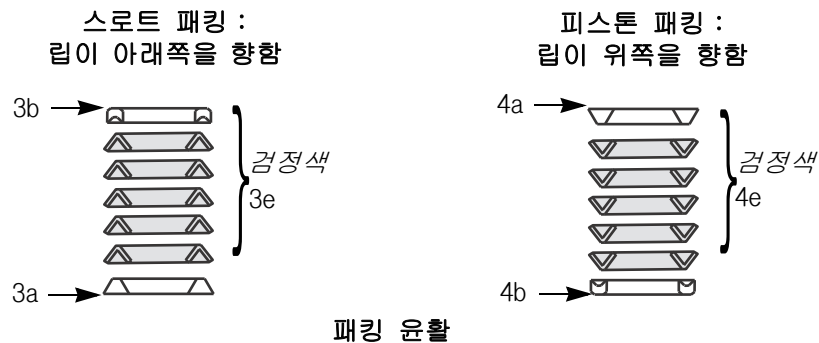 스로트 패킹 :
립이 아래쪽을 향함
3b
검정색
3e
3a
피스톤 패킹 :
립이 위쪽을 향함
4a
검정색
4e
4b
패킹 윤활